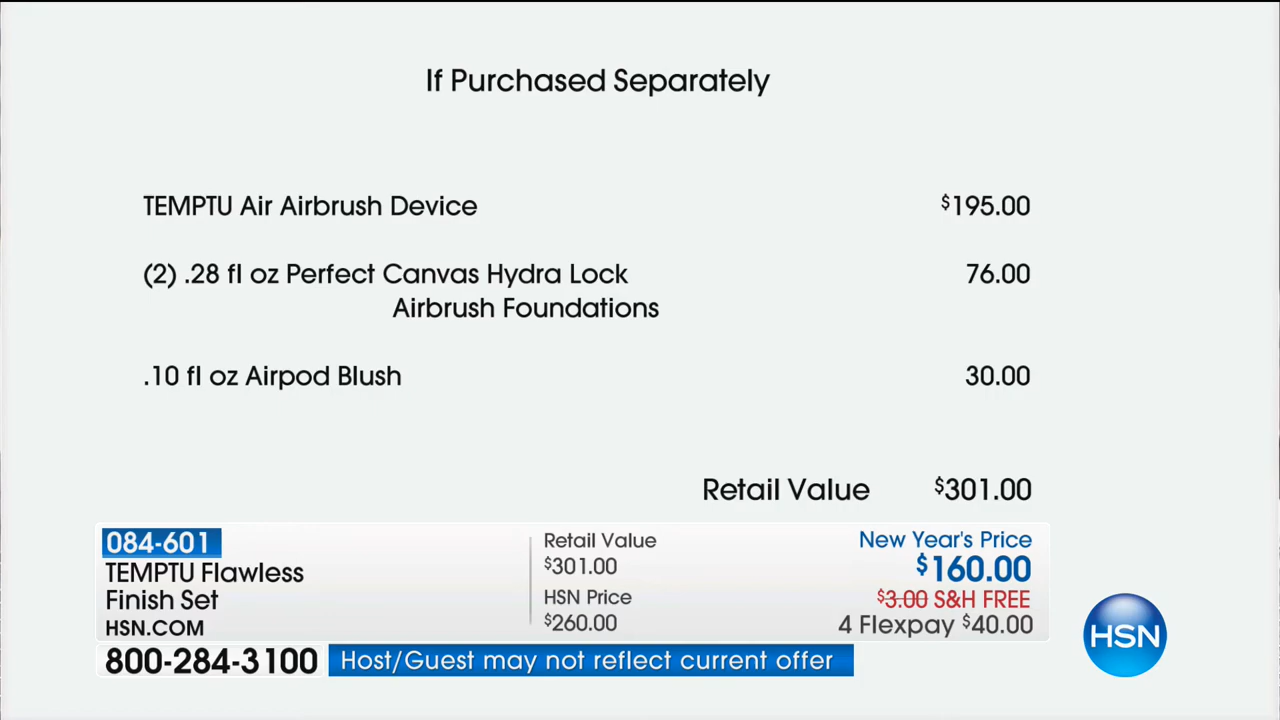 If Purchased Separately
TEMPTU Air Airbrush Device $195.00
(2) .28 fl oz Perfect Canvas Hydra Lock 76.00
Airbrush Foundations
.10 fl oz Airpod Blush 30.00
Retail Value $301.00
084-601
TEMPTU Flawless
Finish Set
HSN.COM
Retail Value
$301.00
HSN Price
$260.00
New Year's Price
$160.00
$3.00 S&H FREE
4 Flexpay $40.00
800-284-3100
Host/Guest may not reflect current offer
HSN